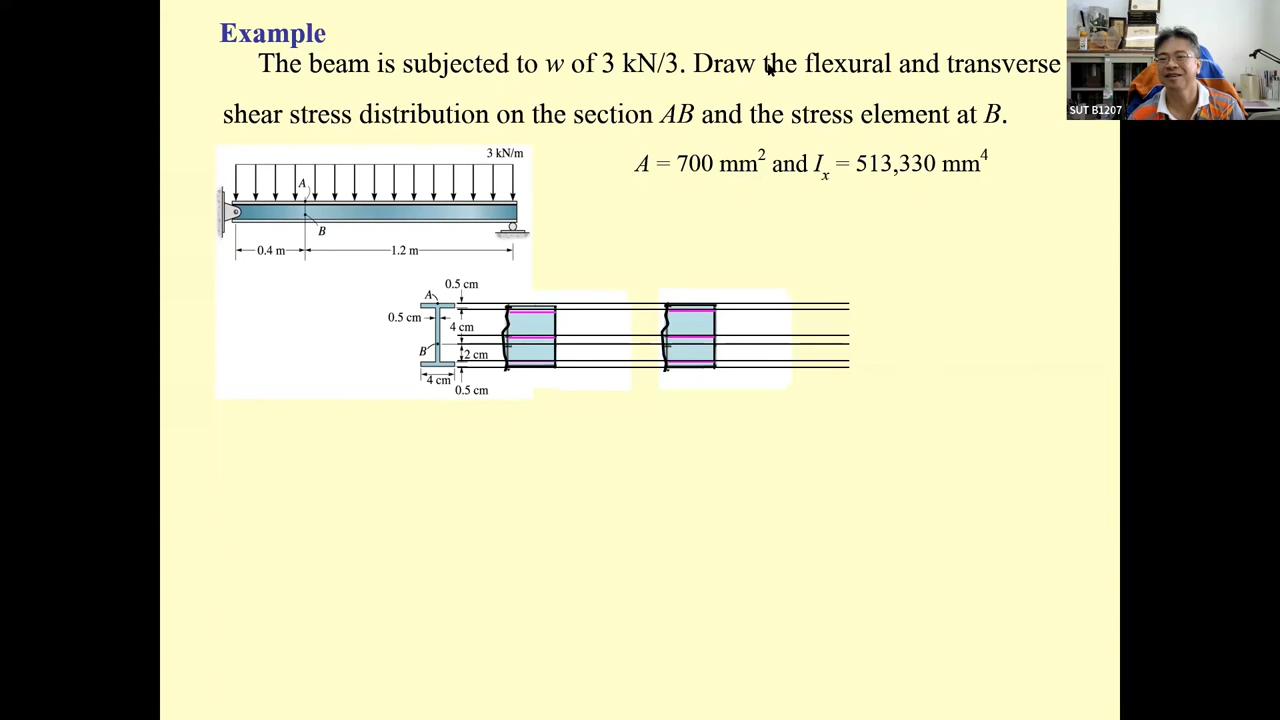 Example
The beam is subjected to w of 3 kN/3. Draw the flexural and transverse
shear stress distribution on the section AB and the stress element at B.
A = 700 mm² and Iₓ = 513,330 mm⁴
SUT B1207
3 kN/m
A
B
0.4 m
1.2 m
0.5 cm
A
0.5 cm
4 cm
B
2 cm
4 cm
0.5 cm